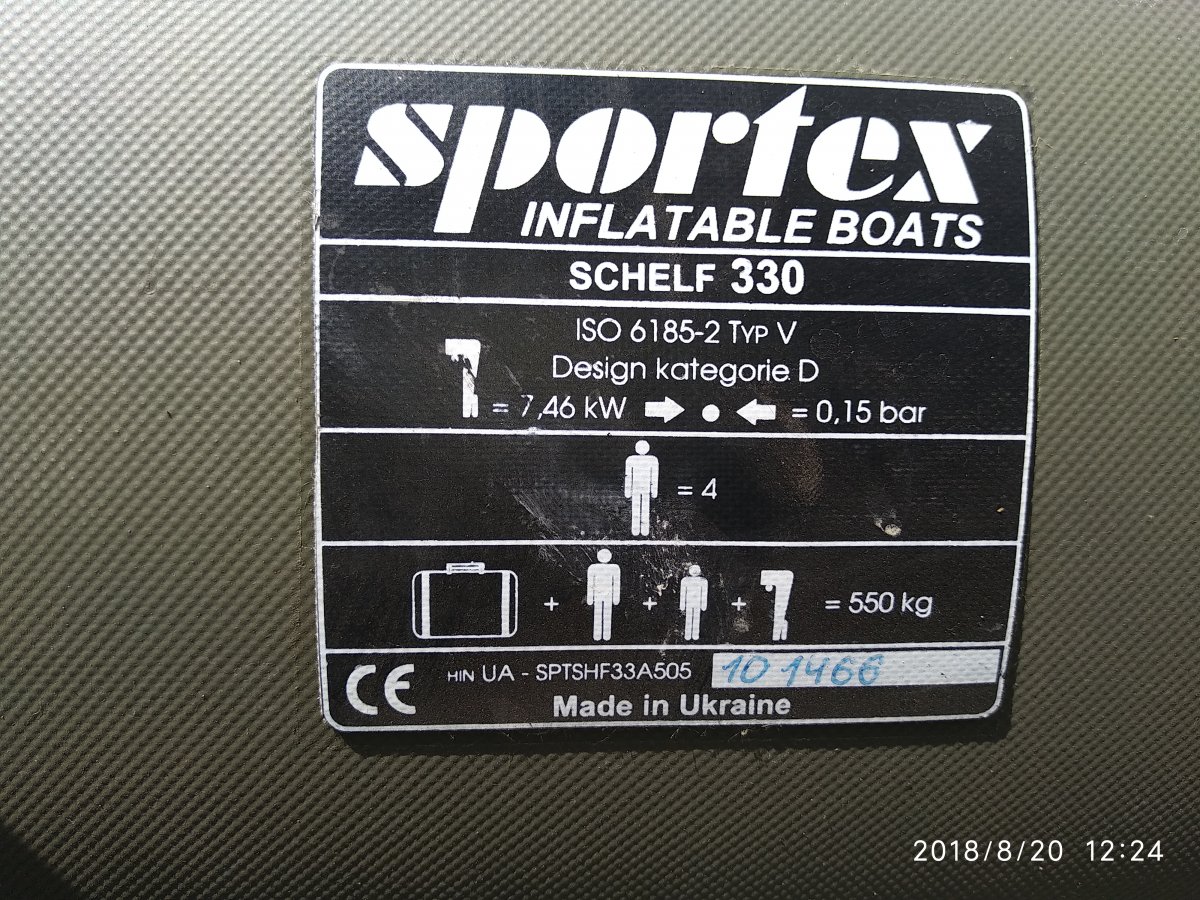 sportex
INFLATABLE BOATS
SCHELF 330
ISO 6185-2 TYP V
Design kategorie D
= 7,46 kW = 0,15 bar
= 4
+ + + = 550 kg
CE HIN UA - SPTSHF33A505 10 1466
Made in Ukraine
2018/8/20 12:24